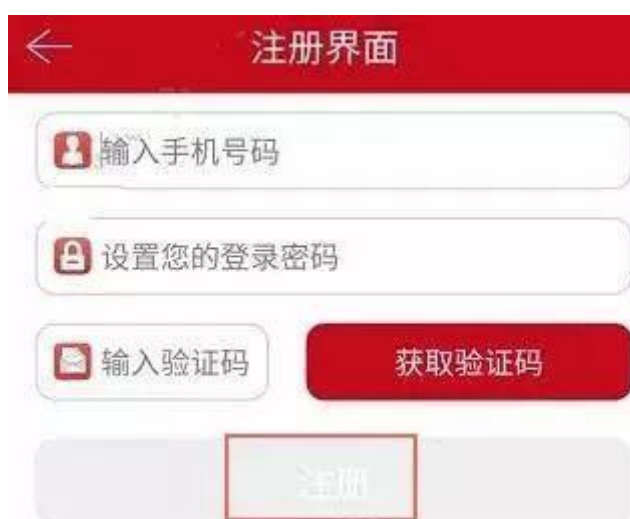 注册界面
输入手机号码
设置您的登录密码
输入验证码
获取验证码
注册